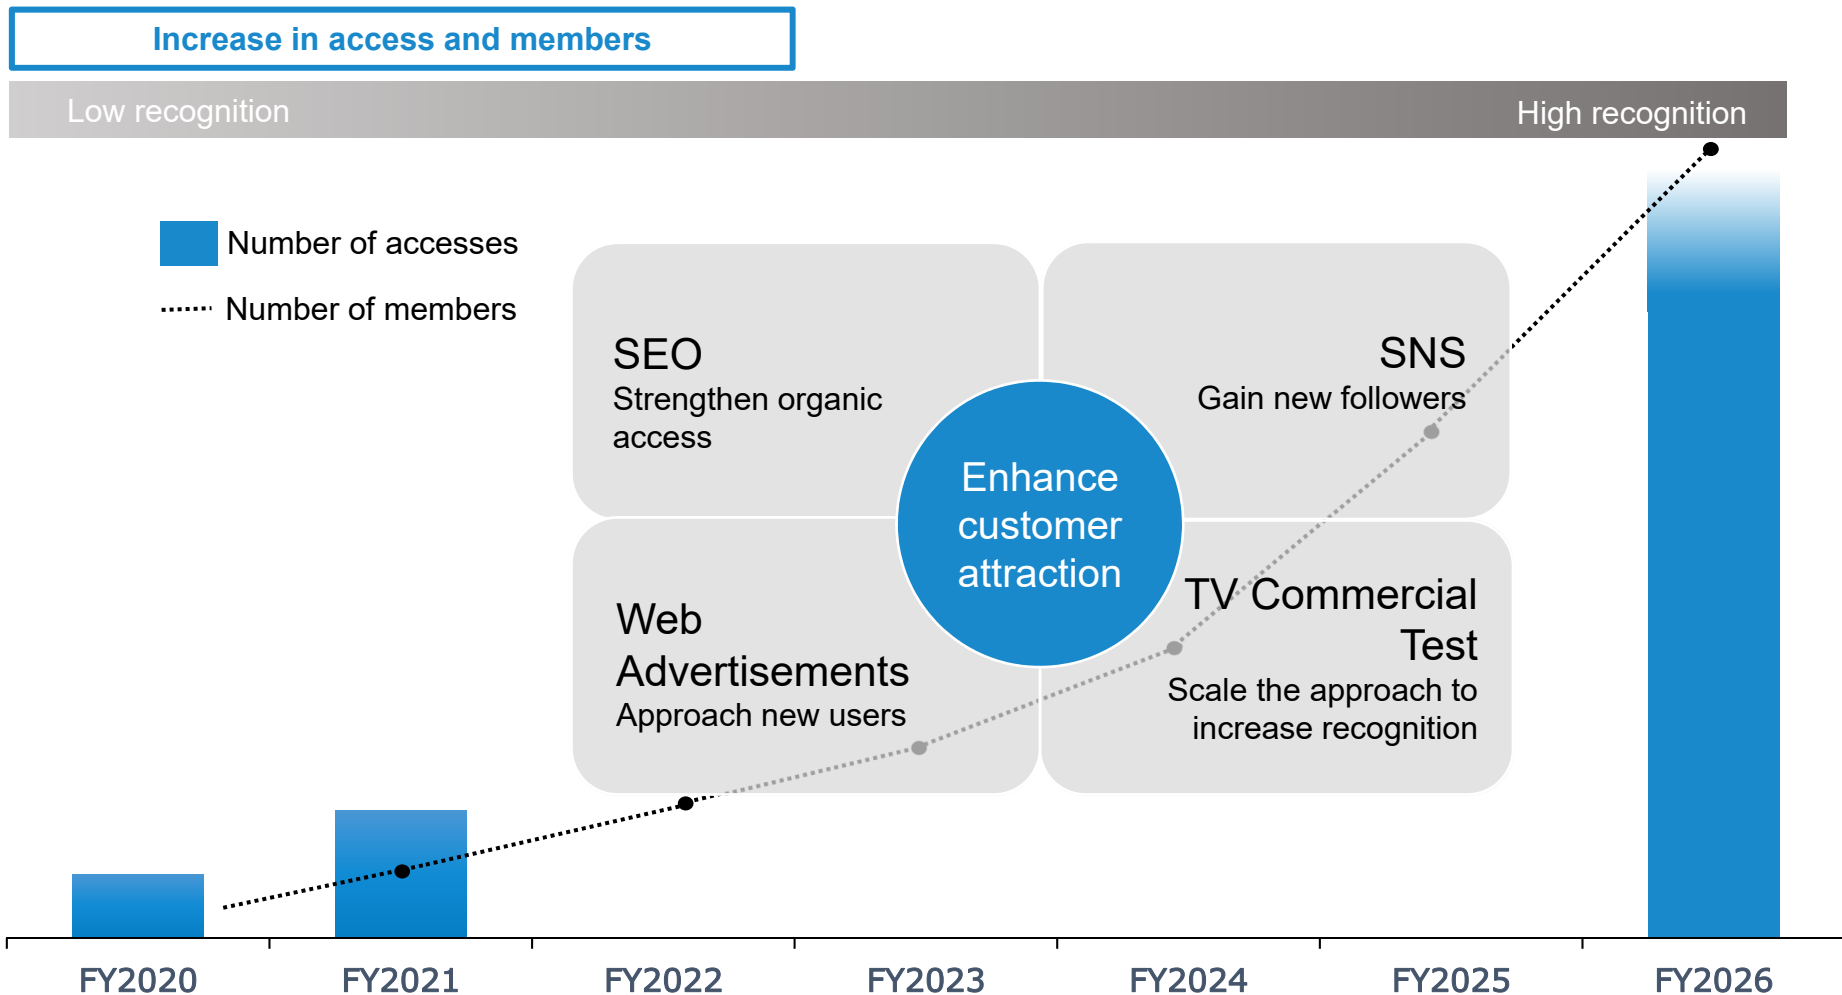 Increase in access and members
Low recognition
High recognition
Number of accesses
Number of members
SEO
Strengthen organic
access
SNS
Gain new followers
Enhance
customer
attraction
Web
Advertisements
Approach new users
TV Commercial
Test
Scale the approach to
increase recognition
FY2020
FY2021
FY2022
FY2023
FY2024
FY2025
FY2026